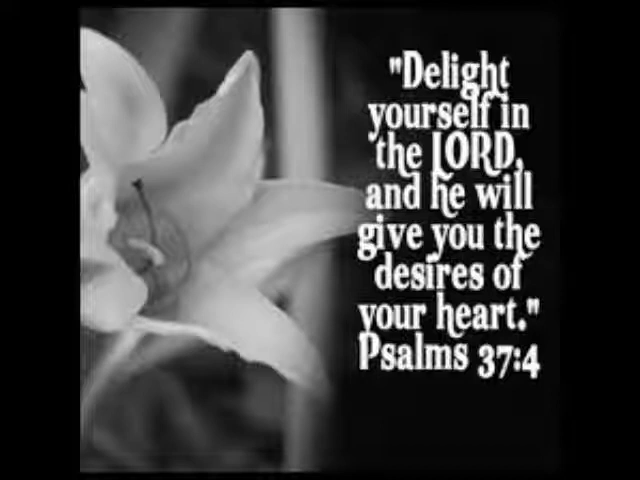 "Delight
yourself in
the LORD,
and he will
give you the
desires of
your heart."
Psalms 37:4